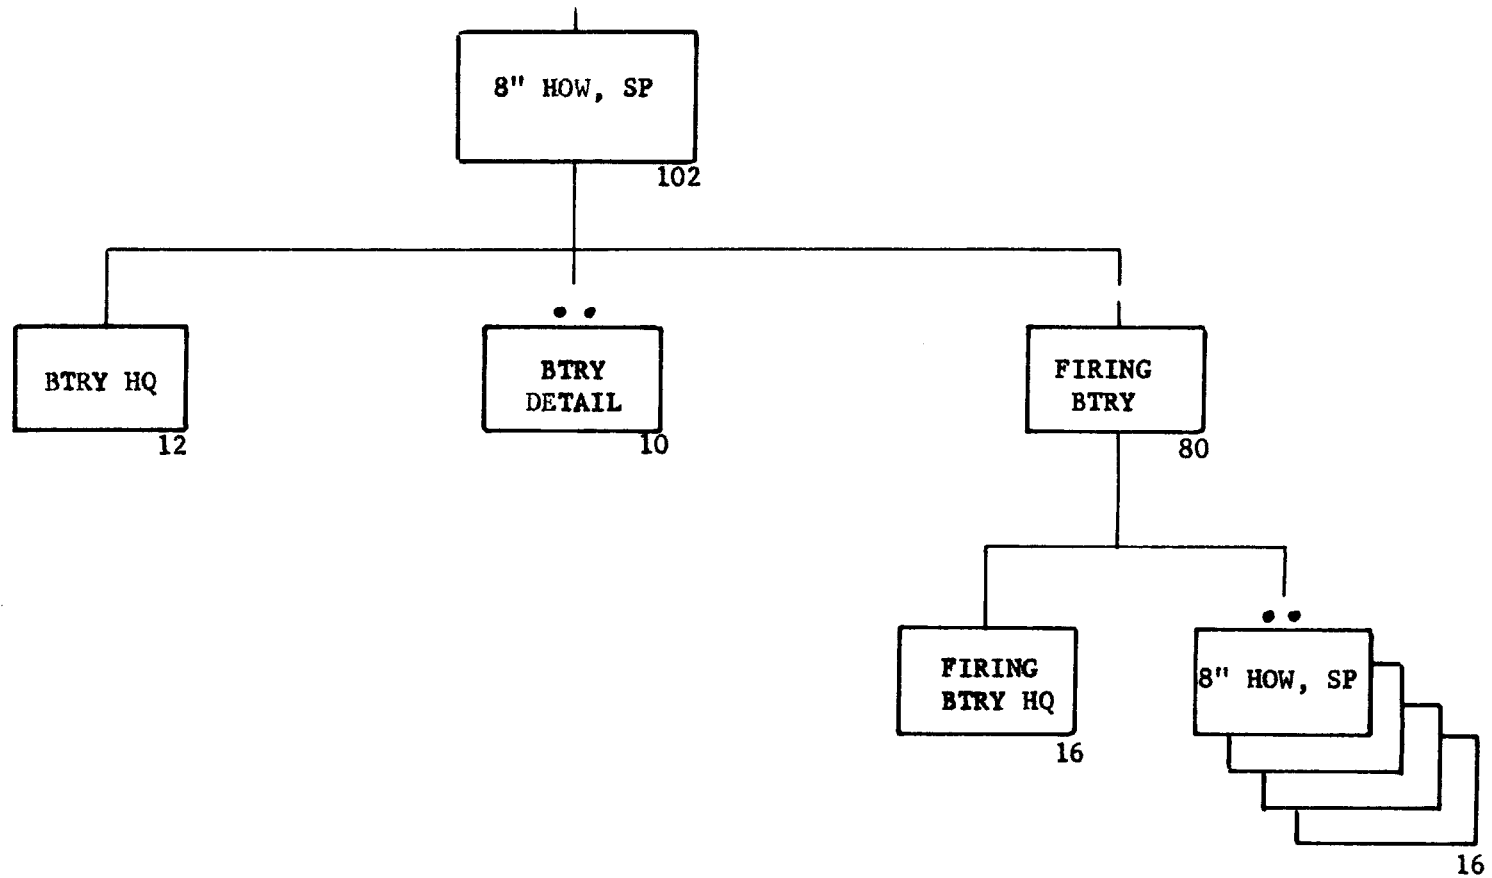 8" HOW, SP
102
BTRY HQ
12
BTRY
DETAIL
10
FIRING
BTRY
80
FIRING
BTRY HQ
16
8" HOW, SP
16